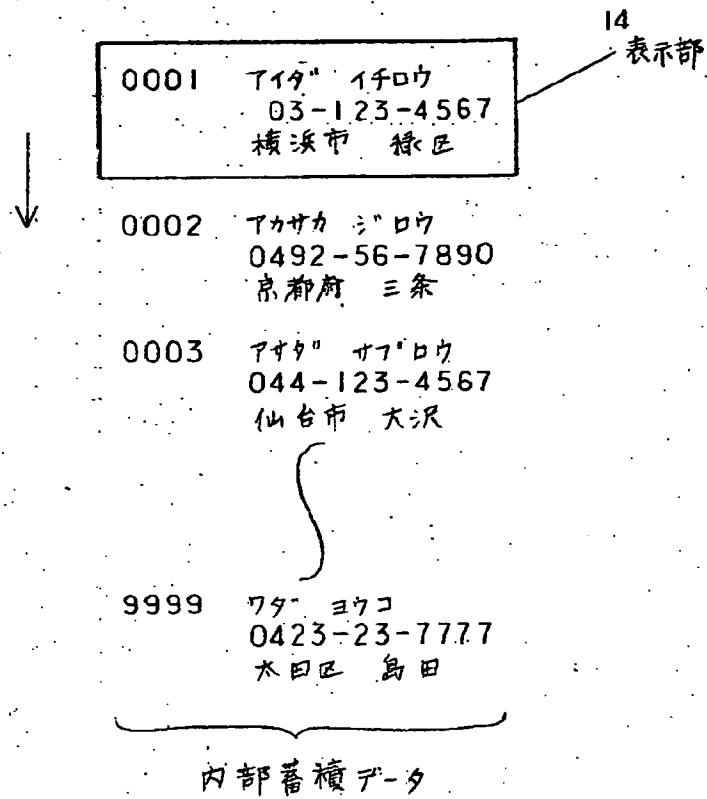 14
表示部
0001 アイダ イチロウ
03-123-4567
横浜市 緑区
0002 アカサカ ジロウ
0492-56-7890
京都府 三条
0003 アサダ サブロウ
044-123-4567
仙台市 大沢
9999 ワダ ヨウコ
0423-23-7777
太田区 島田
内部蓄積データ